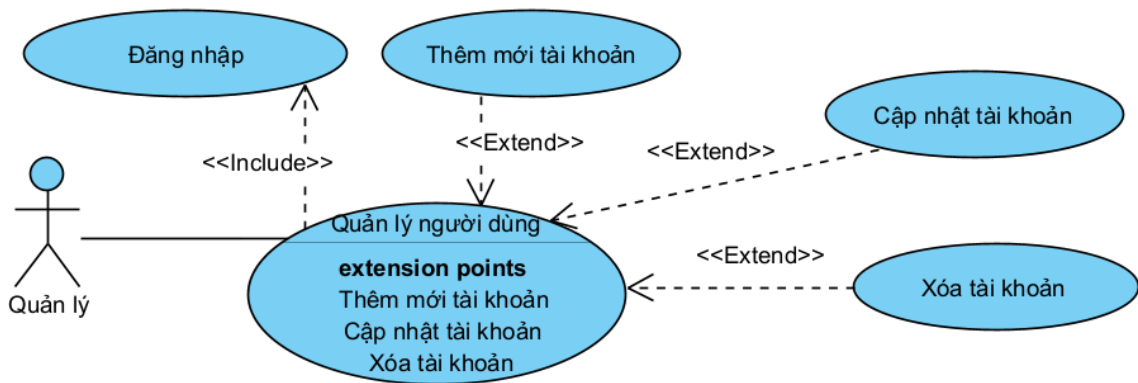 Đăng nhập
Thêm mới tài khoản
Cập nhật tài khoản
<<Include>>
<<Extend>>
<<Extend>>
Quản lý người dùng
<<Extend>>
extension points
Thêm mới tài khoản
Cập nhật tài khoản
Xóa tài khoản
Xóa tài khoản
Quản lý